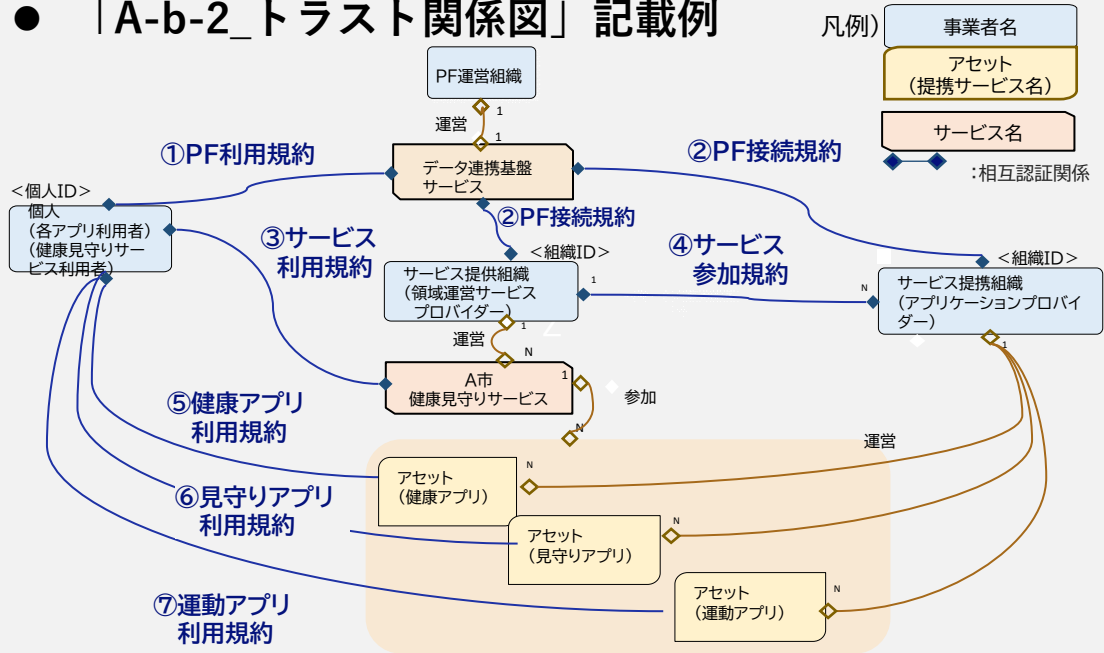 ● 「A-b-2_トラスト関係図」記載例
凡例)
事業者名
アセット
(提携サービス名)
サービス名
:相互認証関係
PF運営組織
1
運営
1
①PF利用規約
②PF接続規約
データ連携基盤
サービス
<個人ID>
個人
(各アプリ利用者)
(健康見守りサー
ビス利用者)
②PF接続規約
③サービス
利用規約
<組織ID>
④サービス
参加規約
<組織ID>
サービス提供組織
(領域運営サービス
プロバイダー)
1
N
サービス提携組織
(アプリケーションプロバイ
ダー)
1
運営
N
1
A市
健康見守りサービス
1
参加
N
⑤健康アプリ
利用規約
運営
アセット
(健康アプリ)
N
⑥見守りアプリ
利用規約
アセット
(見守りアプリ)
N
アセット
(運動アプリ)
N
⑦運動アプリ
利用規約